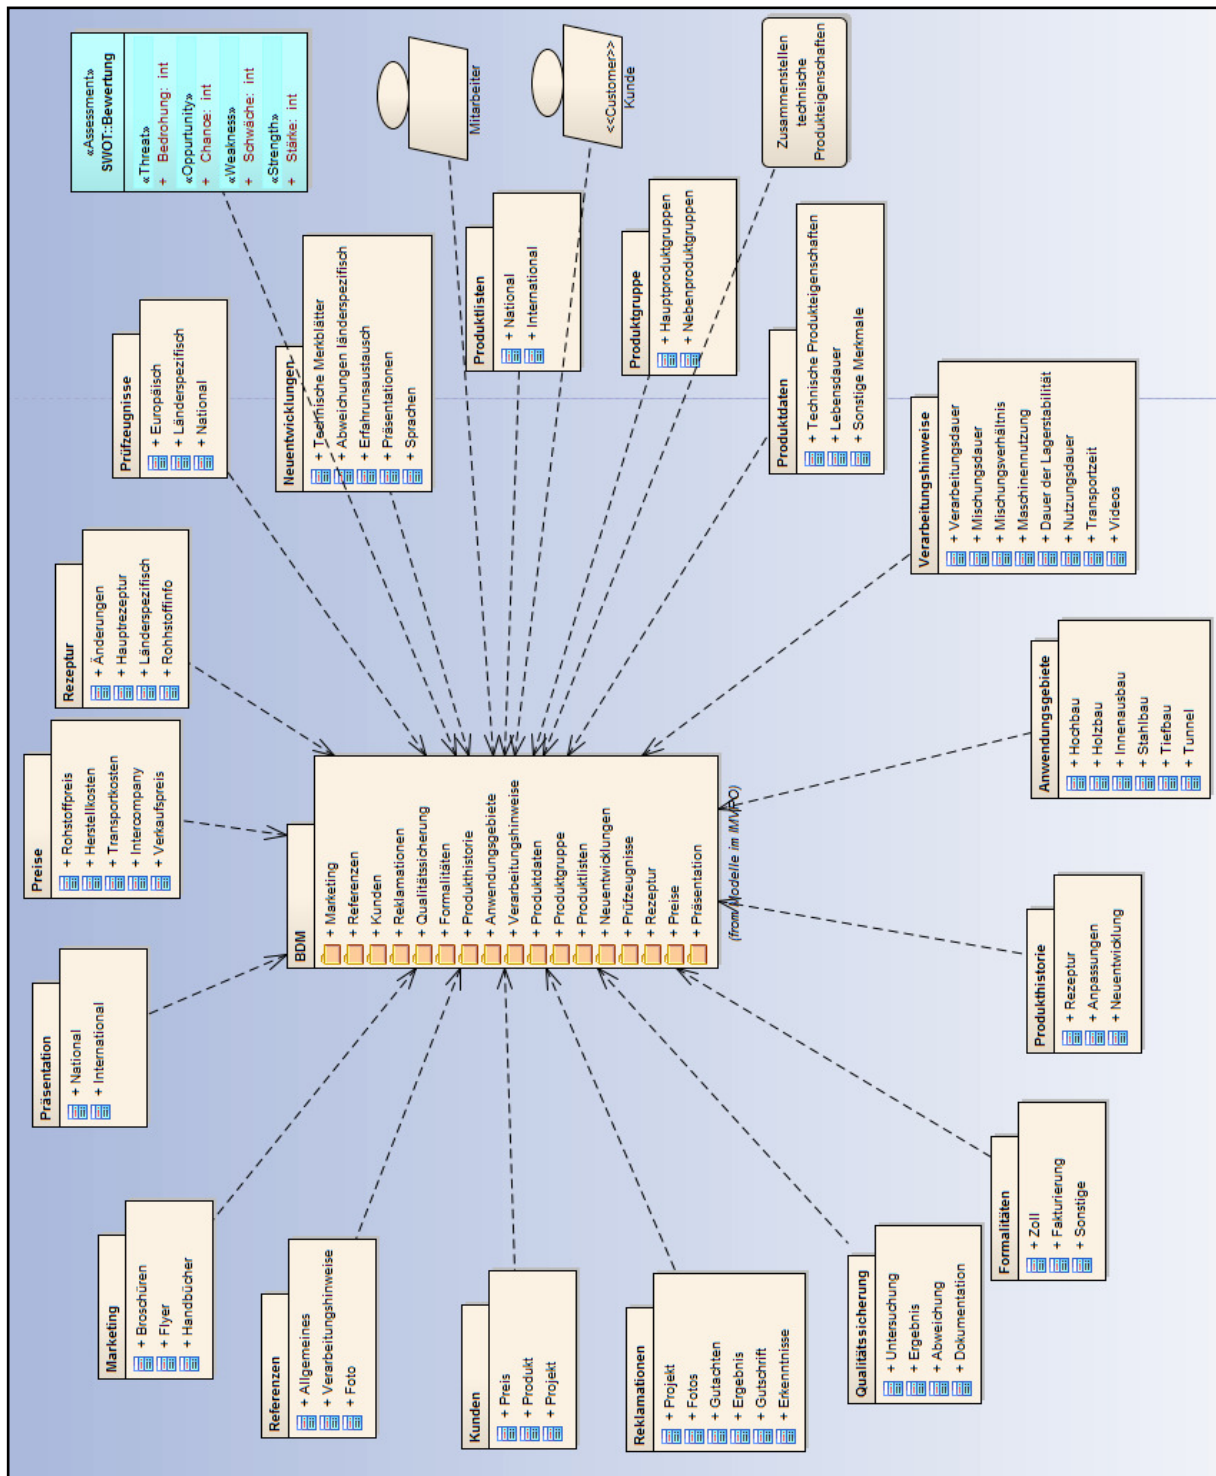 Marketing
+ Broschüren
+ Flyer
+ Handbücher
Präsentation
+ National
+ International
Preise
+ Rohstoffpreis
+ Herstellkosten
+ Transportkosten
+ Intercompany
+ Verkaufspreis
Rezeptur
+ Änderungen
+ Hauptrezeptur
+ Länderspezifisch
+ Rohhstoffinfo
Prüfzeugnisse
+ Europäisch
+ Länderspezifisch
+ National
«Assessment»
SWOT::Bewertung
«Threat»
+ Bedrohung: int
«Oppurtunity»
+ Chance: int
«Weakness»
+ Schwäche: int
«Strength»
+ Stärke: int
Referenzen
+ Allgemeines
+ Verarbeitungshinweise
+ Foto
BDM
+ Marketing
+ Referenzen
+ Kunden
+ Reklamationen
+ Qualitätssicherung
+ Formalitäten
+ Produkthistorie
+ Anwendungsgebiete
+ Verarbeitungshinweise
+ Produktdaten
+ Produktgruppe
+ Produktlisten
+ Neuentwicklungen
+ Prüfzeugnisse
+ Rezeptur
+ Preise
+ Präsentation
(from Modelle im IMVPO)
Neuentwicklungen
+ Technische Merkblätter
+ Abweichungen länderspezifisch
+ Erfahrunsaustausch
+ Präsentationen
+ Sprachen
Mitarbeiter
Kunden
+ Preis
+ Produkt
+ Projekt
Produktlisten
+ National
+ International
<<Customer>>
Kunde
Reklamationen
+ Projekt
+ Fotos
+ Gutachten
+ Ergebnis
+ Gutschrift
+ Erkenntnisse
Produktgruppe
+ Hauptproduktgruppen
+ Nebenproduktgruppen
Zusammenstellen
technische
Produkteigenschaften
Produktdaten
+ Technische Produkteigenschaften
+ Lebensdauer
+ Sonstige Merkmale
Qualitätssicherung
+ Untersuchung
+ Ergebnis
+ Abweichung
+ Dokumentation
Verarbeitungshinweise
+ Verarbeitungsdauer
+ Mischungsdauer
+ Mischungsverhältnis
+ Maschinennutzung
+ Dauer der Lagerstabilität
+ Nutzungsdauer
+ Transportzeit
+ Videos
Formalitäten
+ Zoll
+ Fakturierung
+ Sonstige
Produkthistorie
+ Rezeptur
+ Anpassungen
+ Neuentwicklung
Anwendungsgebiete
+ Hochbau
+ Holzbau
+ Innenausbau
+ Stahlbau
+ Tiefbau
+ Tunnel